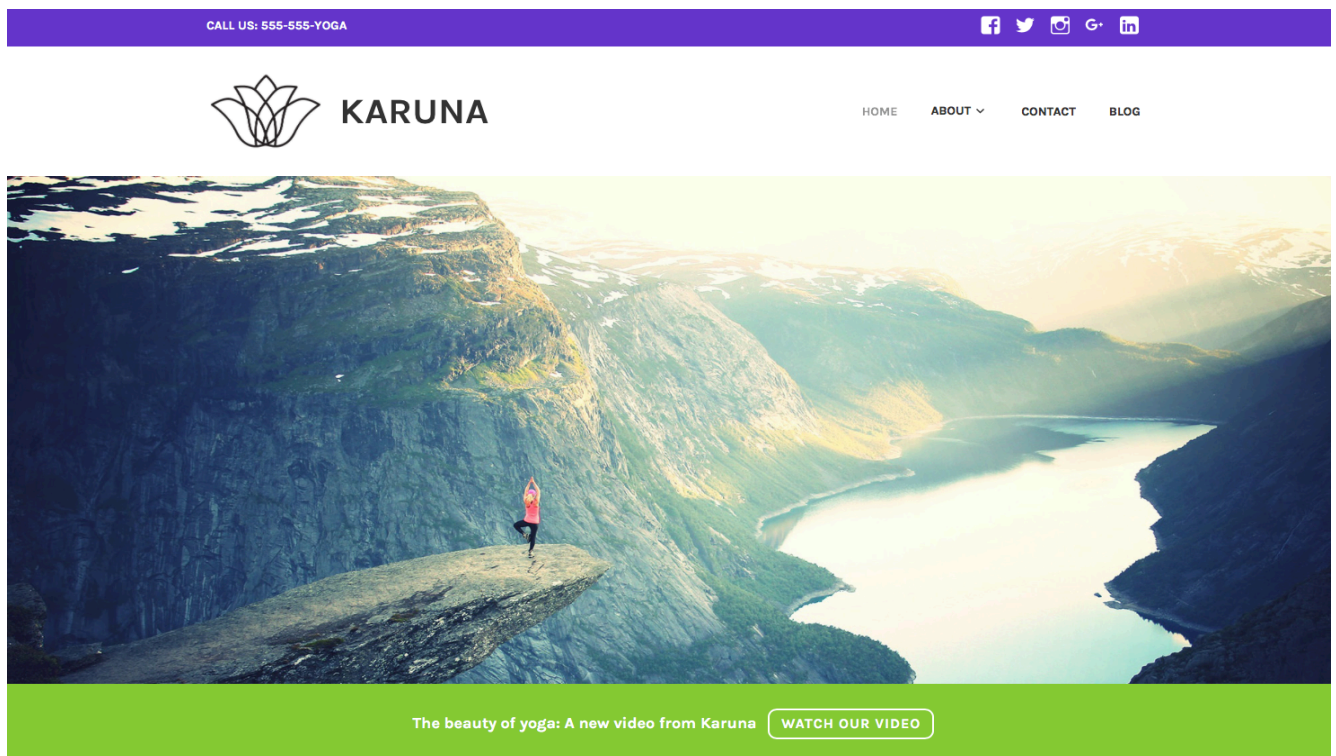 CALL US: 555-555-YOGA
KARUNA
HOME ABOUT CONTACT BLOG
The beauty of yoga: A new video from Karuna WATCH OUR VIDEO